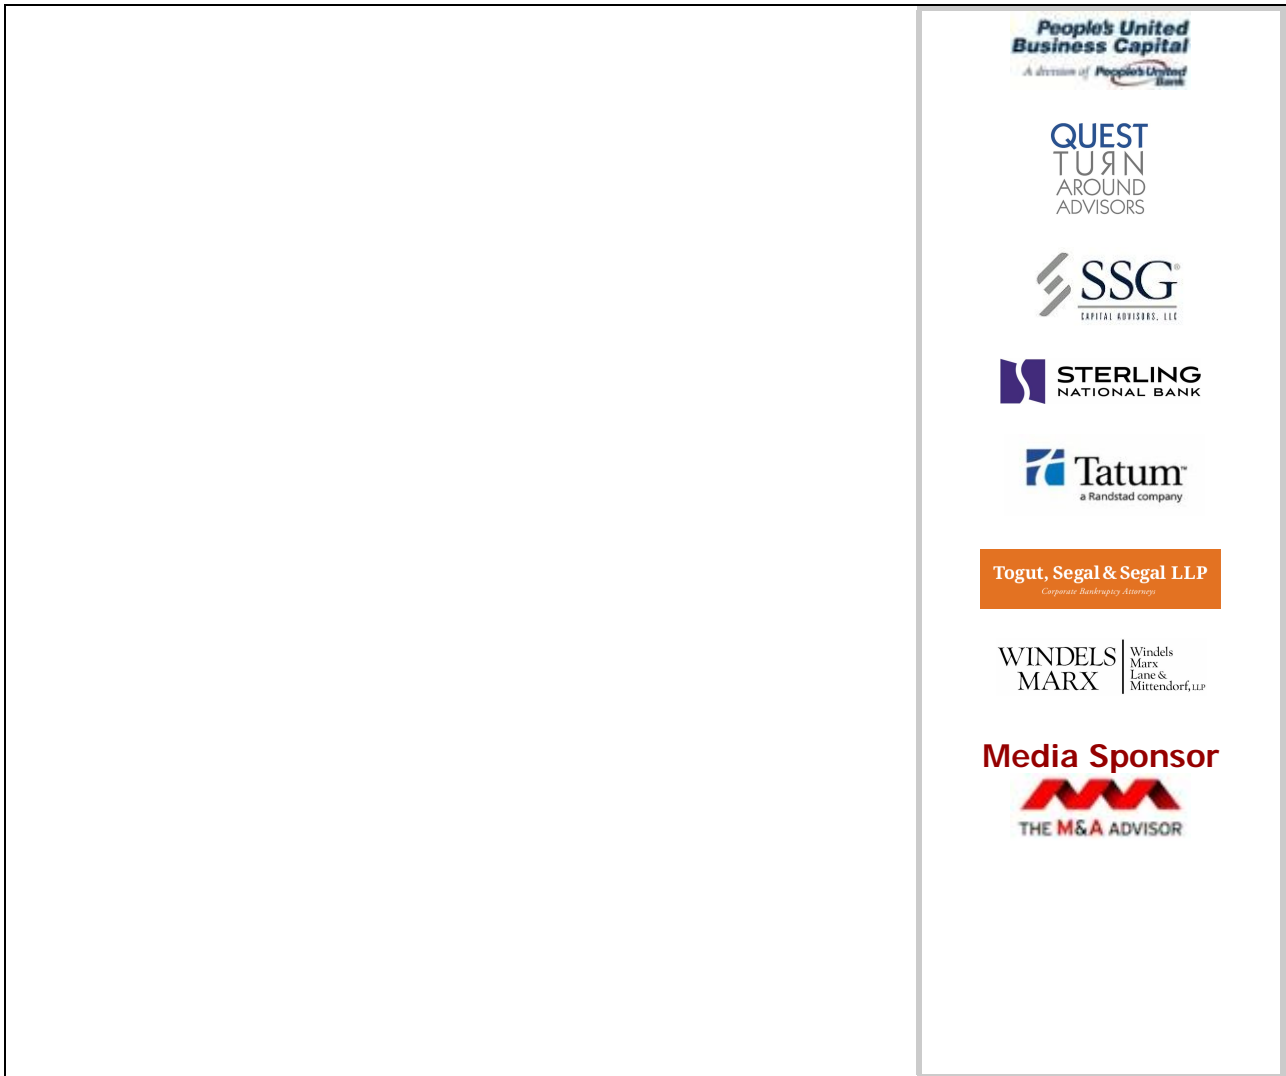 People's United
Business Capital
A division of People's United
Bank
QUEST
TURN
AROUND
ADVISORS
SSG®
CAPITAL ADVISORS, LLC
STERLING
NATIONAL BANK
Tatum™
a Randstad company
Togut, Segal & Segal LLP
Corporate Bankruptcy Attorneys
WINDELS
MARX
Windels
Marx
Lane &
Mittendorf, LLP
Media Sponsor
THE M&A ADVISOR